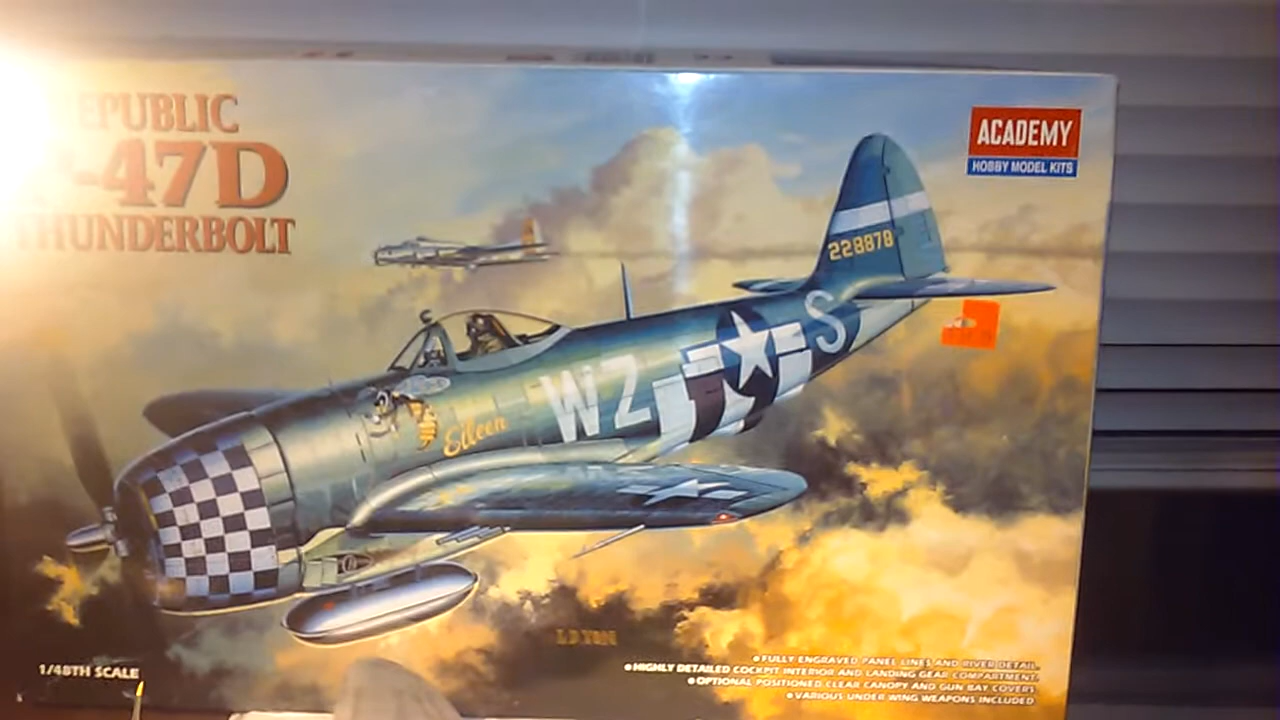 EPUBLIC
-47D
THUNDERBOLT
ACADEMY
HOBBY MODEL KITS
228878
S
WZ
Eileen
1/48TH SCALE
FULLY ENGRAVED PANEL LINES AND RIVER DETAIL.
HIGHLY DETAILED COCKPIT INTERIOR AND LANDING GEAR COMPARTMENT.
OPTIONAL POSITIONED CLEAR CANOPY AND GUN BAY COVERS
VARIOUS UNDER WING WEAPONS INCLUDED